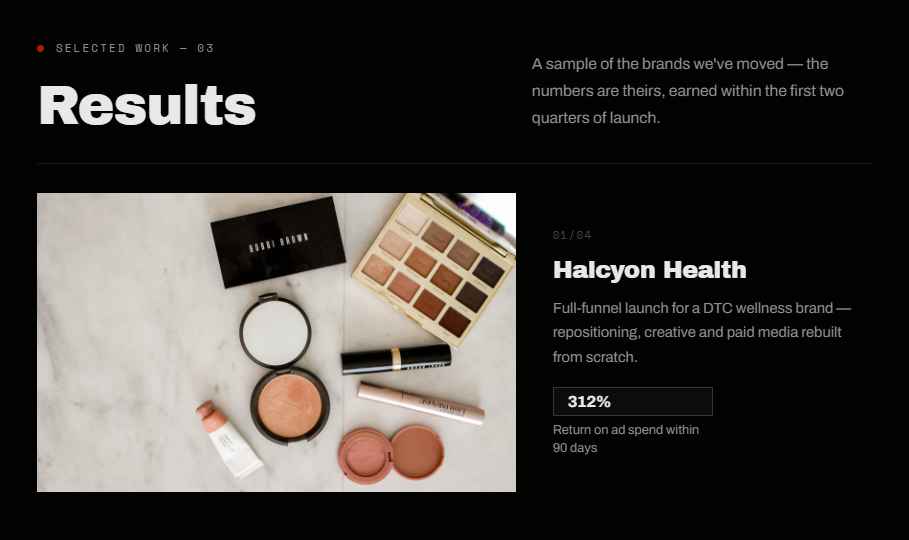 SELECTED WORK — 03
Results
A sample of the brands we've moved — the
numbers are theirs, earned within the first two
quarters of launch.
BOBBI BROWN
01/04
Halcyon Health
Full-funnel launch for a DTC wellness brand —
repositioning, creative and paid media rebuilt
from scratch.
312%
Return on ad spend within
90 days